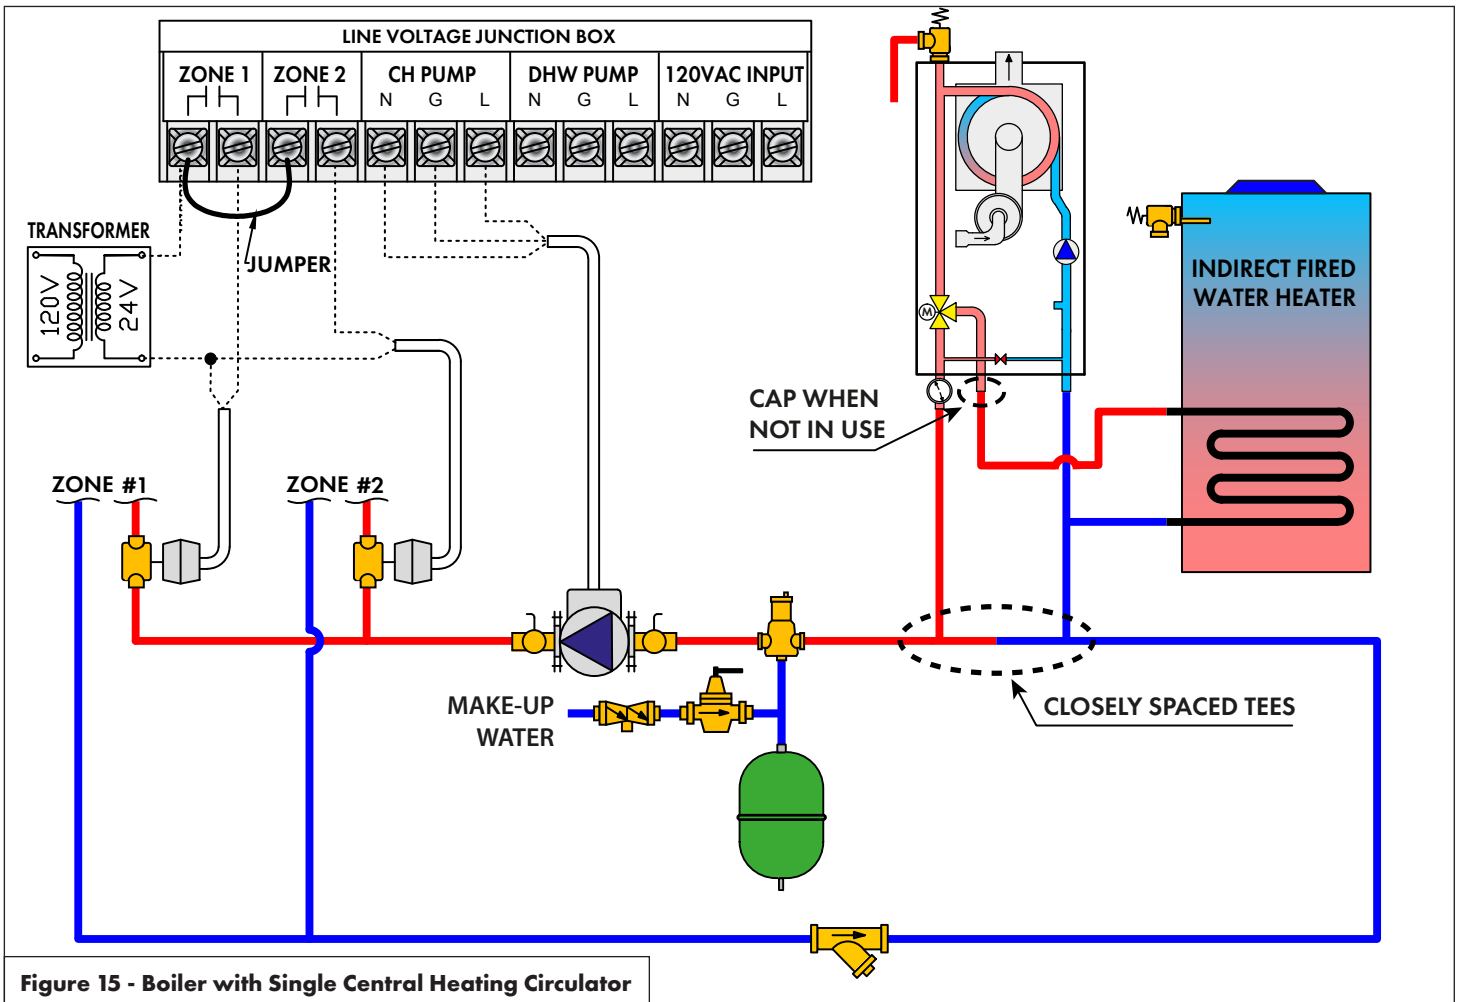 LINE VOLTAGE JUNCTION BOX
ZONE 1 ZONE 2 CH PUMP DHW PUMP 120VAC INPUT
N G L N G L N G L
TRANSFORMER
120V 24V
JUMPER
INDIRECT FIRED
WATER HEATER
M
CAP WHEN
NOT IN USE
ZONE #1 ZONE #2
MAKE-UP
WATER
CLOSELY SPACED TEES
Figure 15 - Boiler with Single Central Heating Circulator